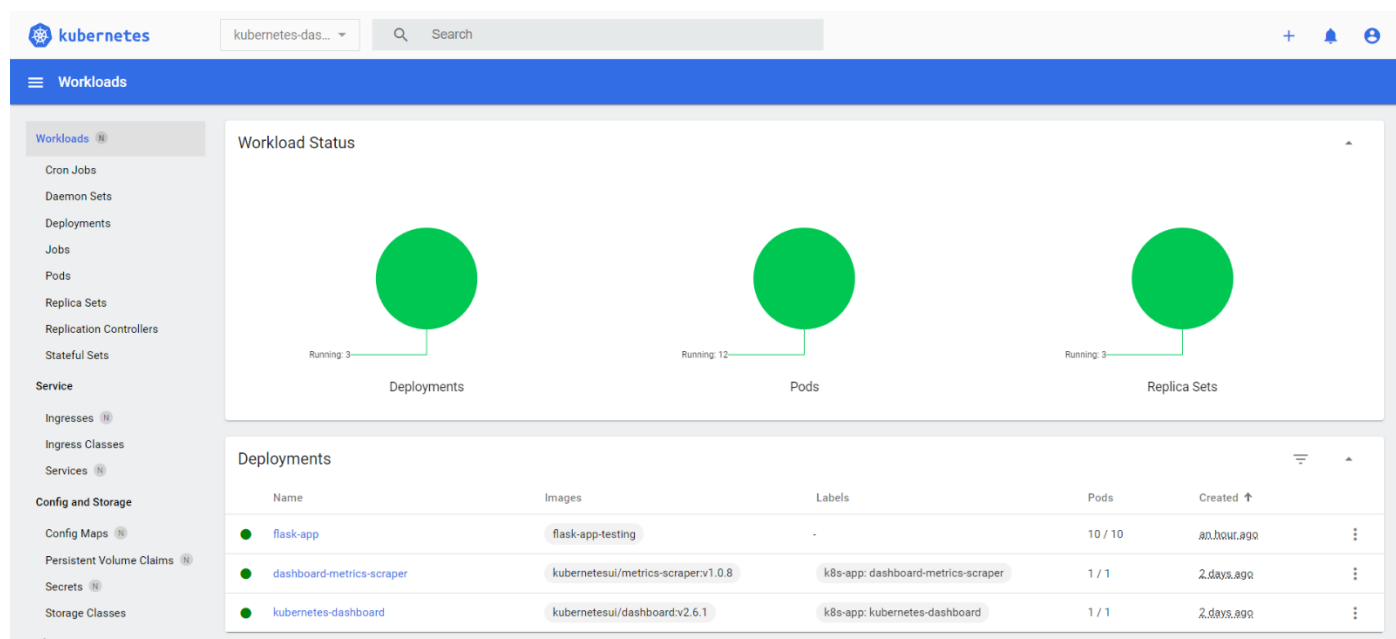 kubernetes
kubernetes-das...
Search
Workloads
Workloads N
Cron Jobs
Daemon Sets
Deployments
Jobs
Pods
Replica Sets
Replication Controllers
Stateful Sets
Service
Ingresses N
Ingress Classes
Services N
Config and Storage
Config Maps N
Persistent Volume Claims N
Secrets N
Storage Classes
Workload Status
Running: 3
Deployments
Running: 12
Pods
Running: 3
Replica Sets
Deployments
Name Images Labels Pods Created
flask-app flask-app-testing - 10 / 10 an hour ago
dashboard-metrics-scraper kubernetesui/metrics-scraper:v1.0.8 k8s-app: dashboard-metrics-scraper 1 / 1 2 days ago
kubernetes-dashboard kubernetesui/dashboard:v2.6.1 k8s-app: kubernetes-dashboard 1 / 1 2 days ago